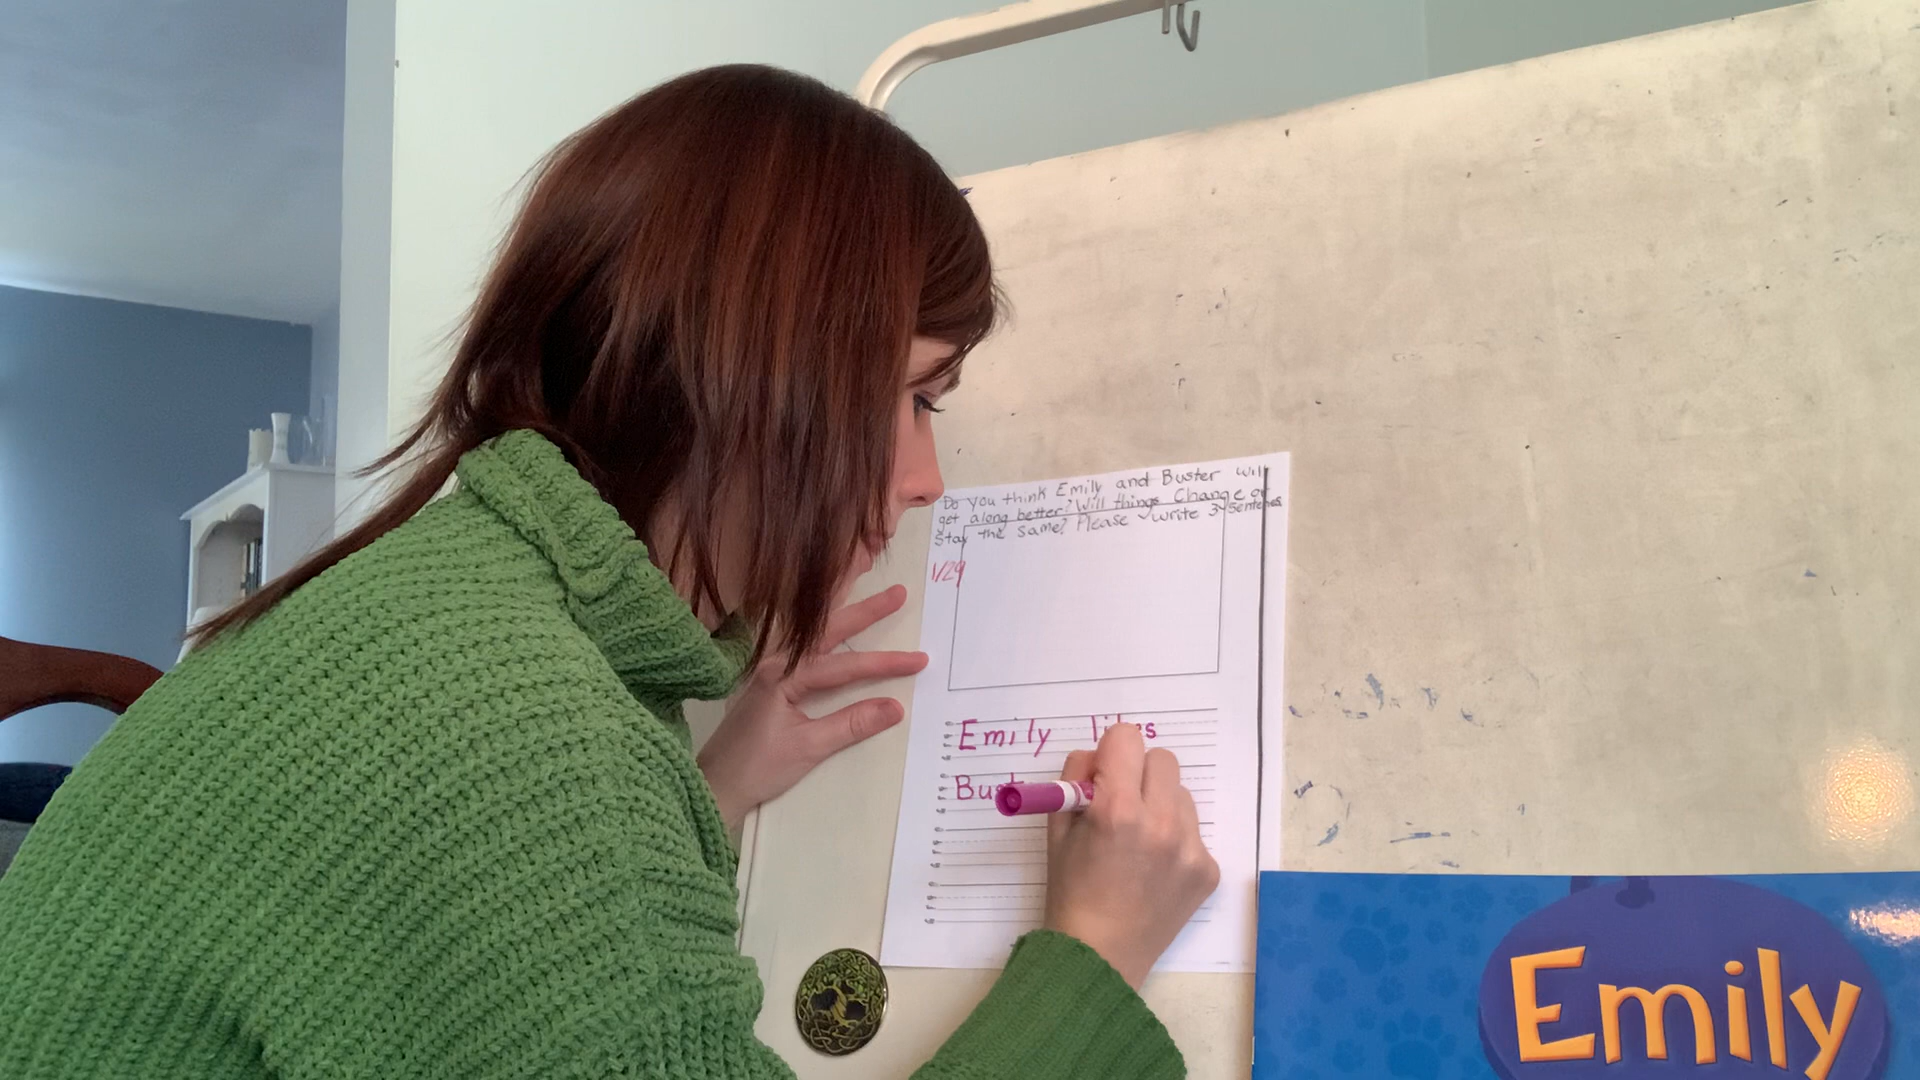 Do you think Emily and Buster will
get along better? Will things Change or
Stay the same? Please write 3 Sentences
1/29
Emily likes
Bust
Emily